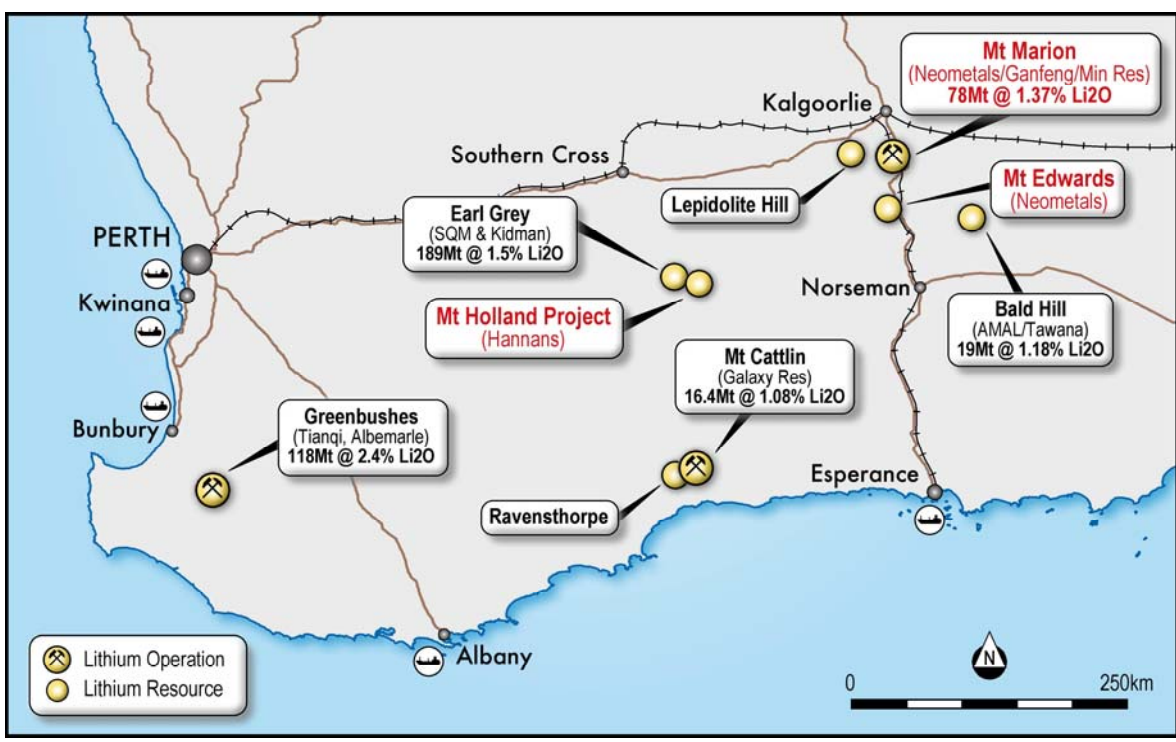 Mt Marion
(Neometals/Ganfeng/Min Res)
78Mt @ 1.37% Li2O
Kalgoorlie
Southern Cross
Lepidolite Hill
Mt Edwards
(Neometals)
Earl Grey
(SQM & Kidman)
189Mt @ 1.5% Li2O
PERTH
Kwinana
Mt Holland Project
(Hannans)
Norseman
Bald Hill
(AMAL/Tawana)
19Mt @ 1.18% Li2O
Mt Cattlin
(Galaxy Res)
16.4Mt @ 1.08% Li2O
Bunbury
Greenbushes
(Tianqi, Albemarle)
118Mt @ 2.4% Li2O
Esperance
Ravensthorpe
Albany
Lithium Operation
Lithium Resource
N
0 250km